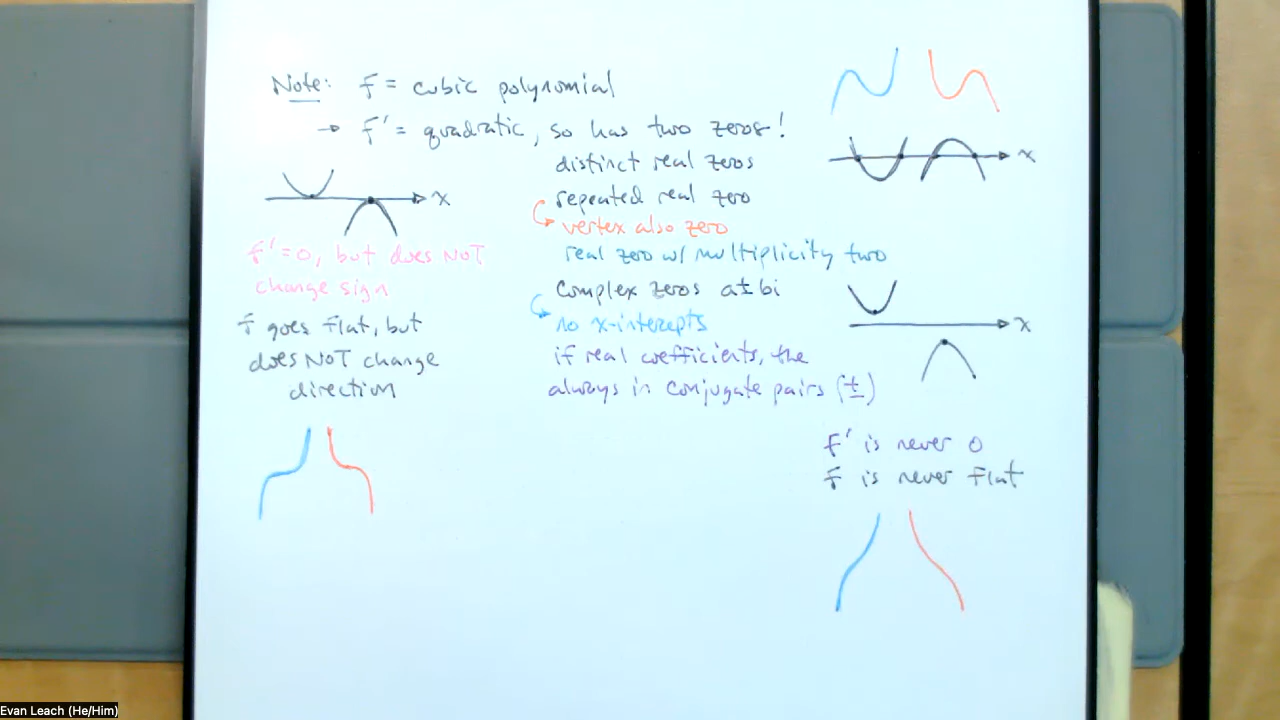 Note: f = cubic polynomial
→ f' = quadratic, so has two zeros!
distinct real zeros
repeated real zero
vertex also zero
real zero w/ multiplicity two
complex zeros a±bi
no x-intercepts
if real coefficients, the
always in conjugate pairs (±)
x
f'=0, but does NOT
change sign
f goes flat, but
does NOT change
direction
x
x
f' is never 0
f is never flat
Evan Leach (He/Him)